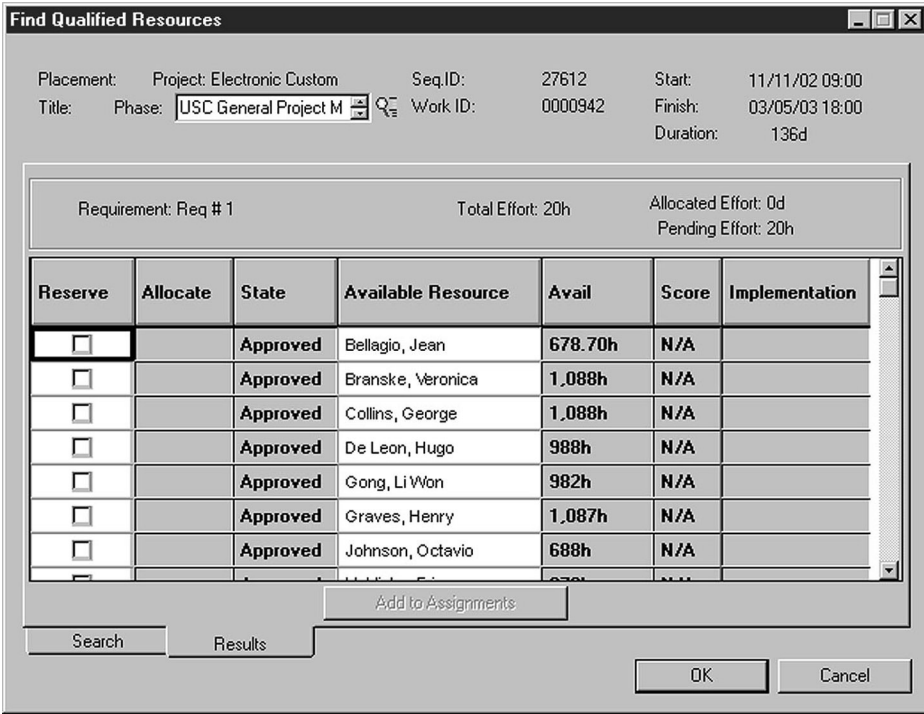 Find Qualified Resources
Placement: Project: Electronic Custom Seq.ID: 27612 Start: 11/11/02 09:00
Title: Phase: USC General Project M Work ID: 0000942 Finish: 03/05/03 18:00
Duration: 136d
Requirement: Req # 1 Total Effort: 20h Allocated Effort: 0d
Pending Effort: 20h
Reserve Allocate State Available Resource Avail Score Implementation
Approved Bellagio, Jean 678.70h N/A
Approved Branske, Veronica 1,088h N/A
Approved Collins, George 1,088h N/A
Approved De Leon, Hugo 988h N/A
Approved Gong, Li Won 982h N/A
Approved Graves, Henry 1,087h N/A
Approved Johnson, Octavio 688h N/A
Add to Assignments
Search Results
OK Cancel